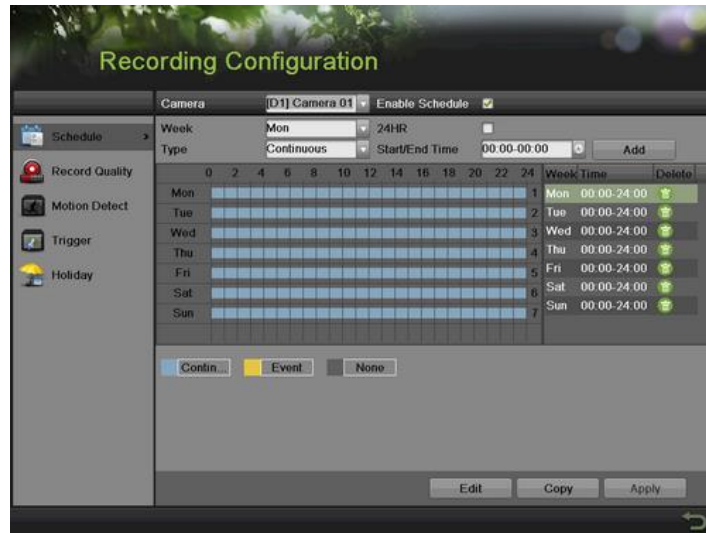 Recording Configuration
Camera [D1] Camera 01 Enable Schedule
Schedule
Record Quality
Motion Detect
Trigger
Holiday
Week Mon 24HR
Type Continuous Start/End Time 00:00-00:00 Add
0 2 4 6 8 10 12 14 16 18 20 22 24 Week Time Delete
Mon 1 Mon 00:00-24:00
Tue 2 Tue 00:00-24:00
Wed 3 Wed 00:00-24:00
Thu 4 Thu 00:00-24:00
Fri 5 Fri 00:00-24:00
Sat 6 Sat 00:00-24:00
Sun 7 Sun 00:00-24:00
Contin... Event None
Edit Copy Apply